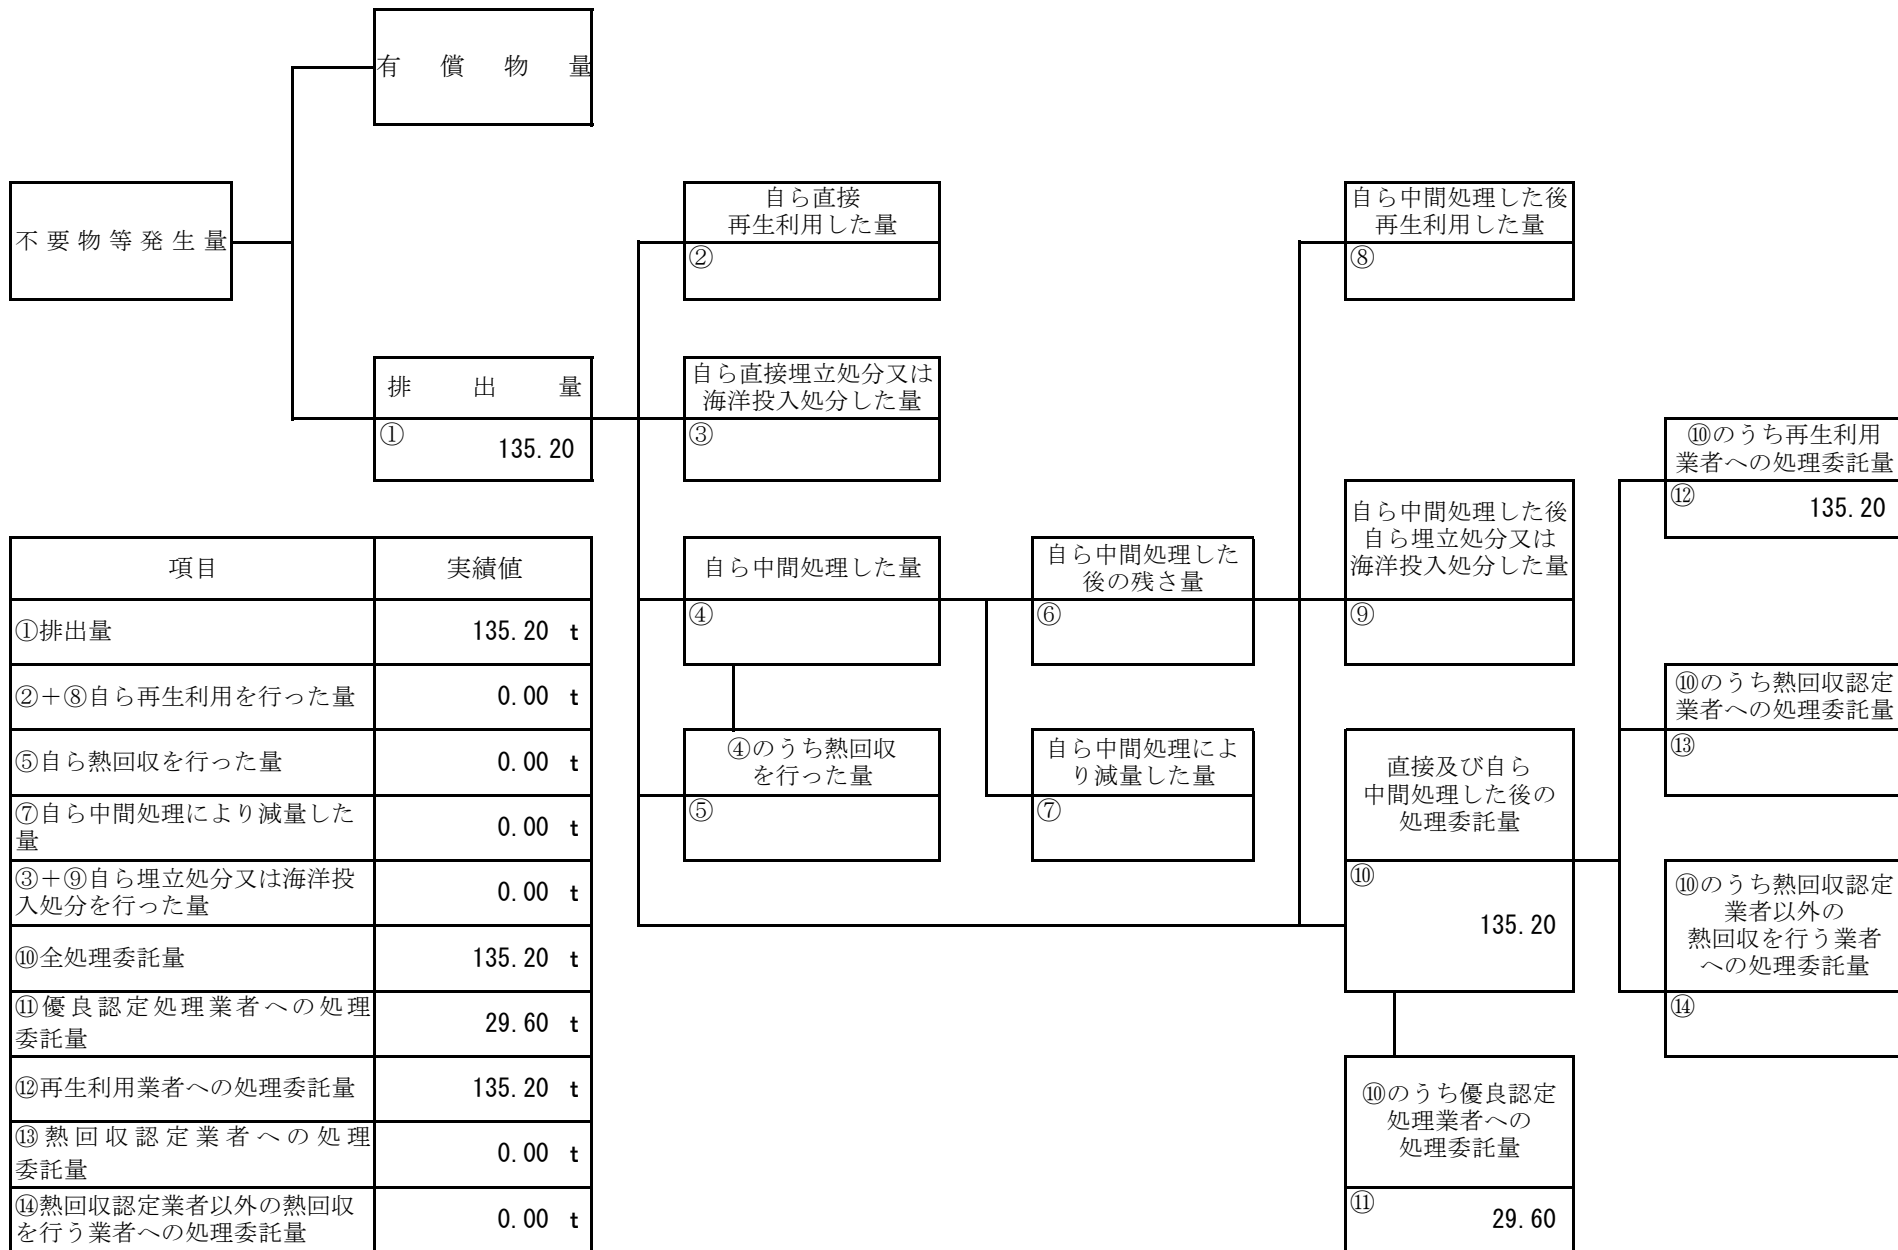 有償物量
不要物等発生量
排出量
①
135.20
自ら直接
再生利用した量
②
自ら直接埋立処分又は
海洋投入処分した量
③
自ら中間処理した量
④
④のうち熱回収
を行った量
⑤
自ら中間処理した
後の残さ量
⑥
自ら中間処理によ
り減量した量
⑦
自ら中間処理した後
再生利用した量
⑧
自ら中間処理した後
自ら埋立処分又は
海洋投入処分した量
⑨
直接及び自ら
中間処理した後の
処理委託量
⑩
135.20
⑩のうち優良認定
処理業者への
処理委託量
⑪
29.60
⑩のうち再生利用
業者への処理委託量
⑫
135.20
⑩のうち熱回収認定
業者への処理委託量
⑬
⑩のうち熱回収認定
業者以外の
熱回収を行う業者
への処理委託量
⑭
項目 実績値
①排出量 135.20 t
②+⑧自ら再生利用を行った量 0.00 t
⑤自ら熱回収を行った量 0.00 t
⑦自ら中間処理により減量した
量 0.00 t
③+⑨自ら埋立処分又は海洋投
入処分を行った量 0.00 t
⑩全処理委託量 135.20 t
⑪優良認定処理業者への処理
委託量 29.60 t
⑫再生利用業者への処理委託量 135.20 t
⑬熱回収認定業者への処理
委託量 0.00 t
⑭熱回収認定業者以外の熱回収
を行う業者への処理委託量 0.00 t